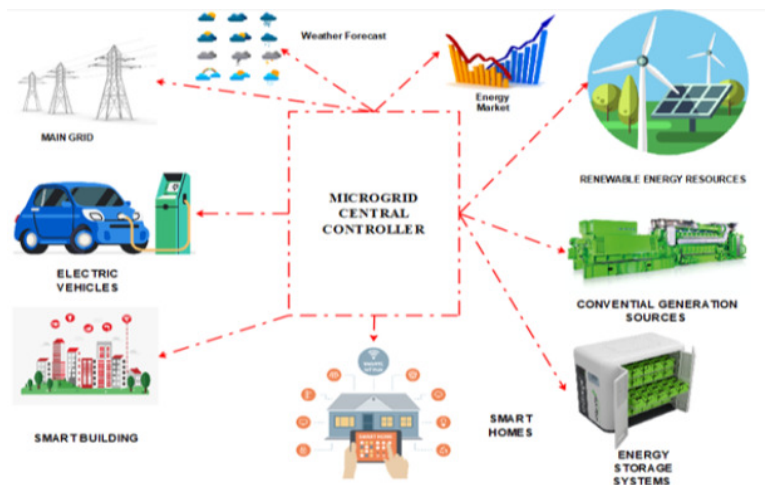 Weather Forecast
Energy
Market
MAIN GRID
RENEWABLE ENERGY RESOURCES
MICROGRID
CENTRAL
CONTROLLER
ELECTRIC
VEHICLES
CONVENTIAL GENERATION
SOURCES
SMART BUILDING
SMART
HOMES
ENERGY
STORAGE
SYSTEMS